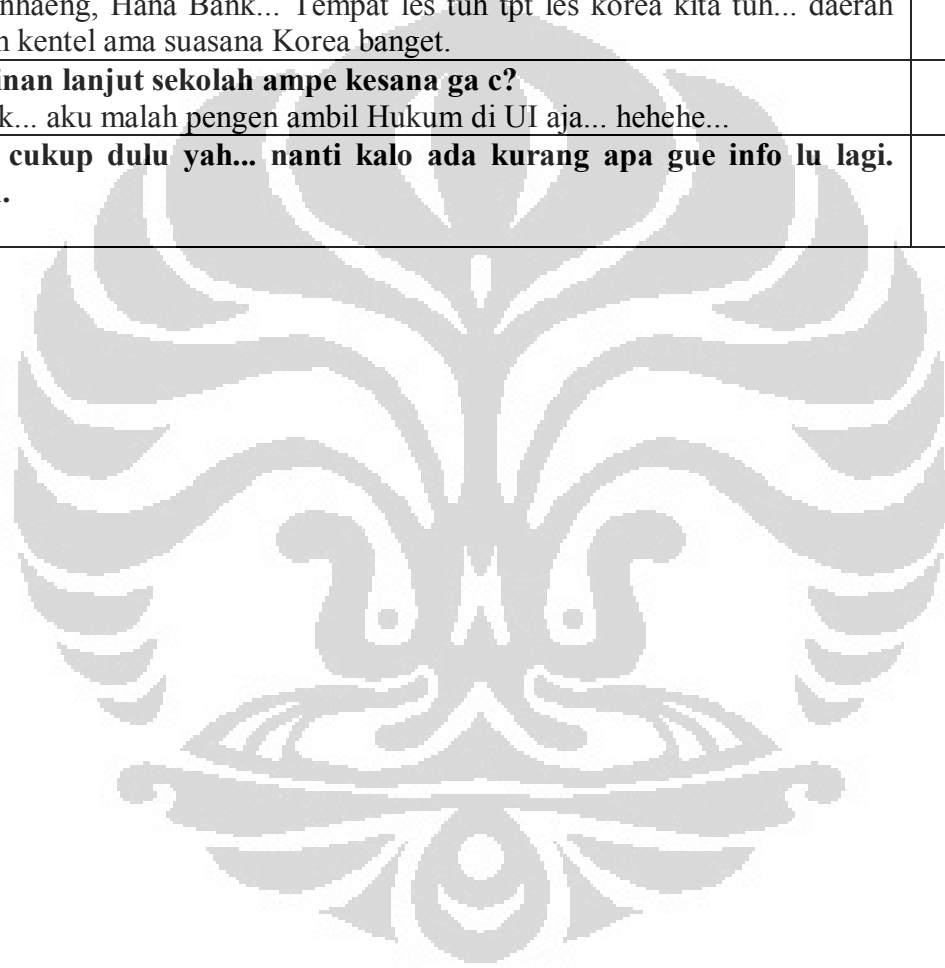 nhaeng, Hana Bank... Tempat les tuh tpt les korea kita tuh... daerah
kentel ama suasana Korea banget.
inan lanjut sekolah ampe kesana ga c?
k... aku malah pengen ambil Hukum di UI aja... hehehe...
cukup dulu yah... nanti kalo ada kurang apa gue info lu lagi.